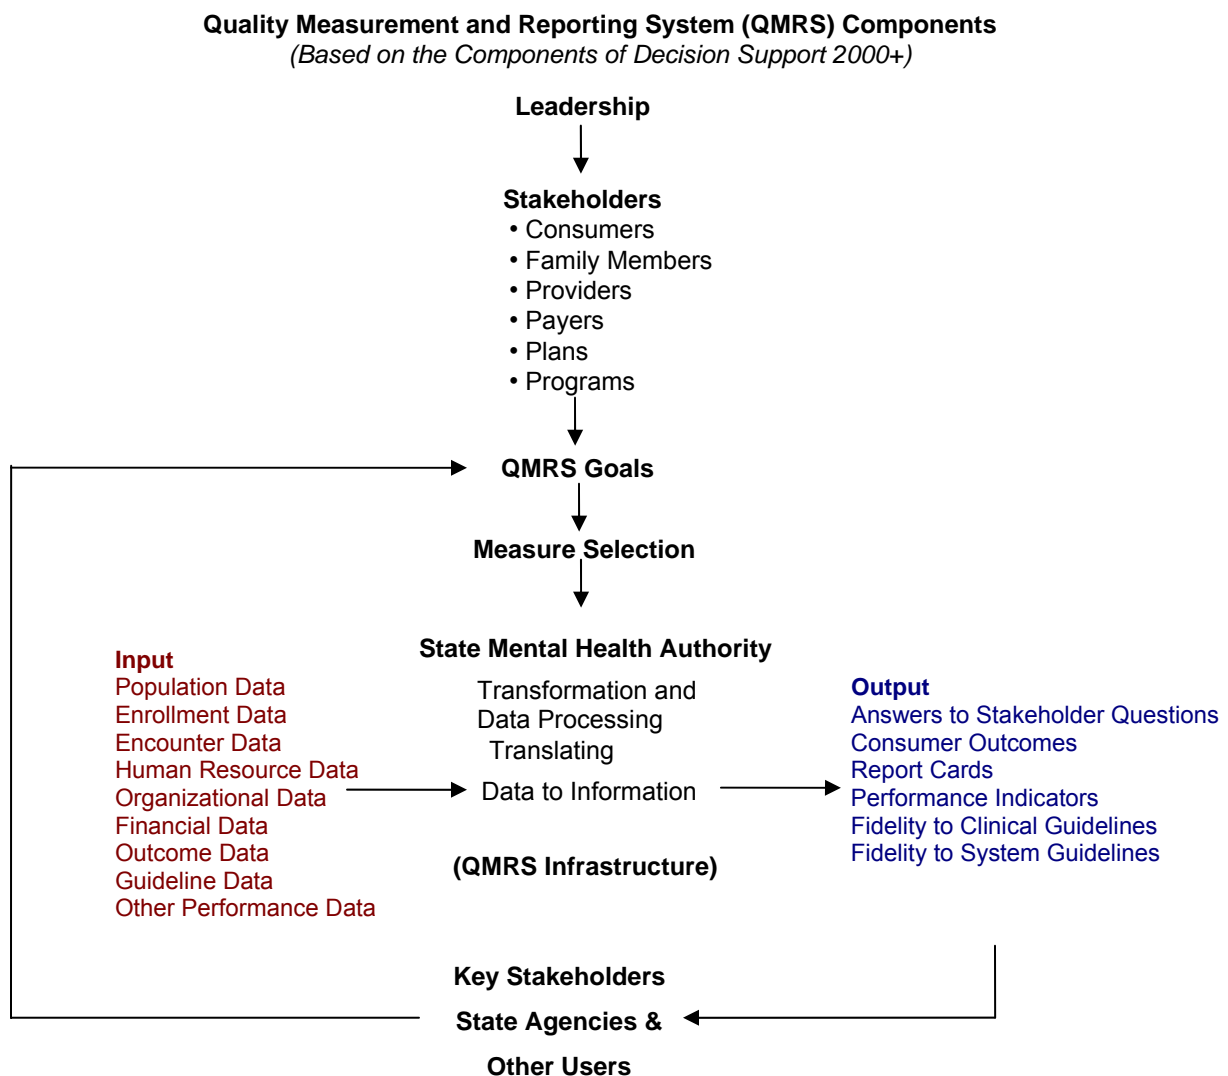 Quality Measurement and Reporting System (QMRS) Components
(Based on the Components of Decision Support 2000+)
Leadership
Stakeholders
• Consumers
• Family Members
• Providers
• Payers
• Plans
• Programs
QMRS Goals
Measure Selection
State Mental Health Authority
Transformation and
Data Processing
Translating
Data to Information
(QMRS Infrastructure)
Input
Population Data
Enrollment Data
Encounter Data
Human Resource Data
Organizational Data
Financial Data
Outcome Data
Guideline Data
Other Performance Data
Output
Answers to Stakeholder Questions
Consumer Outcomes
Report Cards
Performance Indicators
Fidelity to Clinical Guidelines
Fidelity to System Guidelines
Key Stakeholders
State Agencies &
Other Users